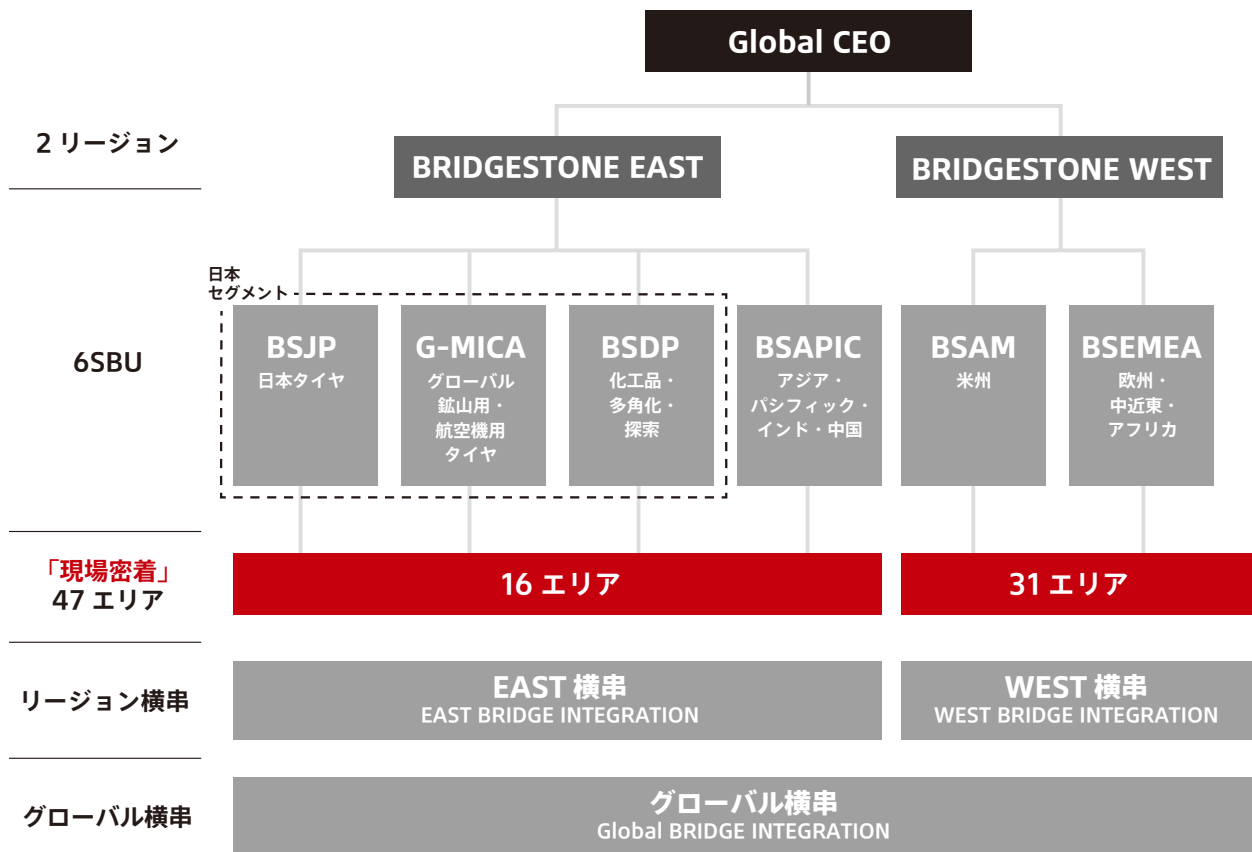 Global CEO
2 リージョン
BRIDGESTONE EAST
BRIDGESTONE WEST
日本
セグメント
6SBU
BSJP
日本タイヤ
G-MICA
グローバル
鉱山用・
航空機用
タイヤ
BSDP
化工品・
多角化・
探索
BSAPIC
アジア・
パシフィック・
インド・中国
BSAM
米州
BSEMEA
欧州・
中近東・
アフリカ
「現場密着」
47 エリア
16 エリア
31 エリア
リージョン横串
EAST 横串
EAST BRIDGE INTEGRATION
WEST 横串
WEST BRIDGE INTEGRATION
グローバル横串
グローバル横串
Global BRIDGE INTEGRATION